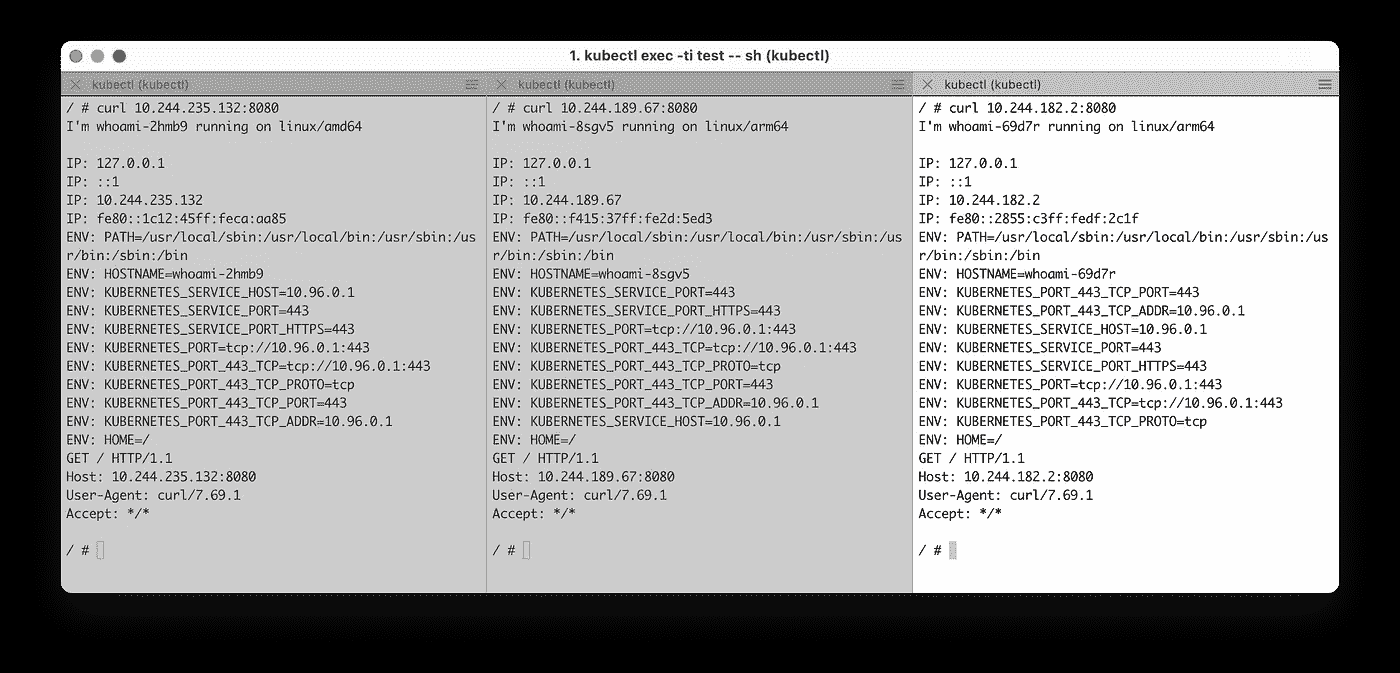 1. kubectl exec -ti test -- sh (kubectl)
kubectl (kubectl)
/ # curl 10.244.235.132:8080
I'm whoami-2hmb9 running on linux/amd64
IP: 127.0.0.1
IP: ::1
IP: 10.244.235.132
IP: fe80::1c12:45ff:feca:aa85
ENV: PATH=/usr/local/sbin:/usr/local/bin:/usr/sbin:/us
r/bin:/sbin:/bin
ENV: HOSTNAME=whoami-2hmb9
ENV: KUBERNETES_SERVICE_HOST=10.96.0.1
ENV: KUBERNETES_SERVICE_PORT=443
ENV: KUBERNETES_SERVICE_PORT_HTTPS=443
ENV: KUBERNETES_PORT=tcp://10.96.0.1:443
ENV: KUBERNETES_PORT_443_TCP=tcp://10.96.0.1:443
ENV: KUBERNETES_PORT_443_TCP_PROTO=tcp
ENV: KUBERNETES_PORT_443_TCP_PORT=443
ENV: KUBERNETES_PORT_443_TCP_ADDR=10.96.0.1
ENV: HOME=/
GET / HTTP/1.1
Host: 10.244.235.132:8080
User-Agent: curl/7.69.1
Accept: */*
/ #
kubectl (kubectl)
/ # curl 10.244.189.67:8080
I'm whoami-8sgv5 running on linux/arm64
IP: 127.0.0.1
IP: ::1
IP: 10.244.189.67
IP: fe80::f415:37ff:fe2d:5ed3
ENV: PATH=/usr/local/sbin:/usr/local/bin:/usr/sbin:/us
r/bin:/sbin:/bin
ENV: HOSTNAME=whoami-8sgv5
ENV: KUBERNETES_SERVICE_PORT=443
ENV: KUBERNETES_SERVICE_PORT_HTTPS=443
ENV: KUBERNETES_PORT=tcp://10.96.0.1:443
ENV: KUBERNETES_PORT_443_TCP=tcp://10.96.0.1:443
ENV: KUBERNETES_PORT_443_TCP_PROTO=tcp
ENV: KUBERNETES_PORT_443_TCP_PORT=443
ENV: KUBERNETES_PORT_443_TCP_ADDR=10.96.0.1
ENV: KUBERNETES_SERVICE_HOST=10.96.0.1
ENV: HOME=/
GET / HTTP/1.1
Host: 10.244.189.67:8080
User-Agent: curl/7.69.1
Accept: */*
/ #
kubectl (kubectl)
/ # curl 10.244.182.2:8080
I'm whoami-69d7r running on linux/arm64
IP: 127.0.0.1
IP: ::1
IP: 10.244.182.2
IP: fe80::2855:c3ff:fedf:2c1f
ENV: PATH=/usr/local/sbin:/usr/local/bin:/usr/sbin:/us
r/bin:/sbin:/bin
ENV: HOSTNAME=whoami-69d7r
ENV: KUBERNETES_PORT_443_TCP_PORT=443
ENV: KUBERNETES_PORT_443_TCP_ADDR=10.96.0.1
ENV: KUBERNETES_SERVICE_HOST=10.96.0.1
ENV: KUBERNETES_SERVICE_PORT=443
ENV: KUBERNETES_SERVICE_PORT_HTTPS=443
ENV: KUBERNETES_PORT=tcp://10.96.0.1:443
ENV: KUBERNETES_PORT_443_TCP=tcp://10.96.0.1:443
ENV: KUBERNETES_PORT_443_TCP_PROTO=tcp
ENV: HOME=/
GET / HTTP/1.1
Host: 10.244.182.2:8080
User-Agent: curl/7.69.1
Accept: */*
/ #